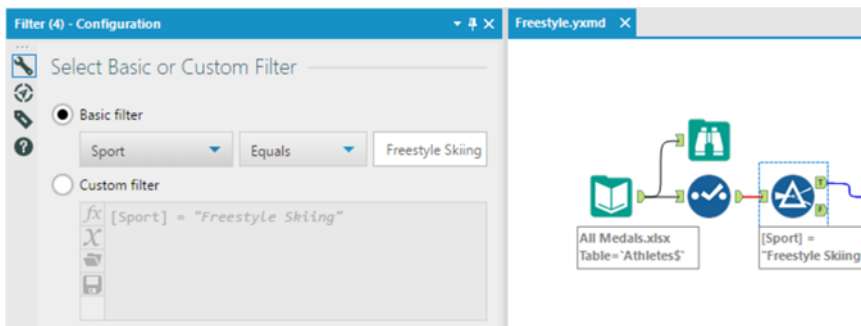 Filter (4) - Configuration
Freestyle.yxmd
Select Basic or Custom Filter
Basic filter
Sport
Equals
Freestyle Skiing
Custom filter
fx
X
[Sport] = "Freestyle Skiing"
T
F
All Medals.xlsx
Table=`Athletes$`
[Sport] =
"Freestyle Skiing